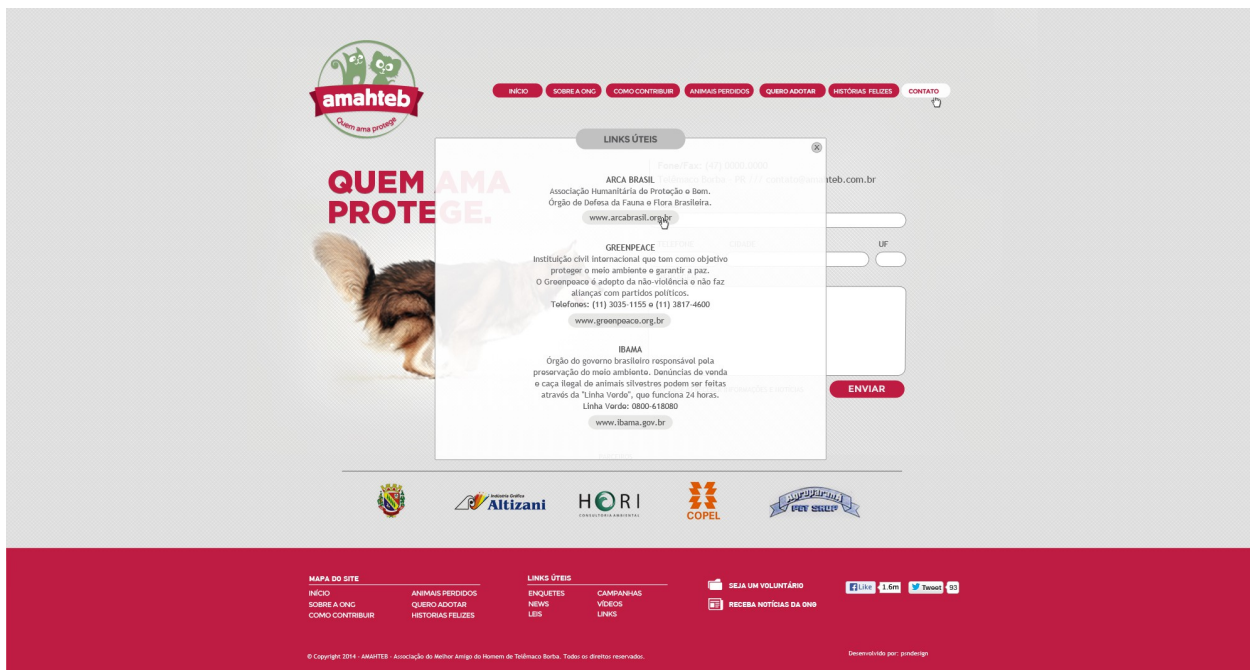 amahteb
Quem ama protege
INÍCIO
SOBRE A ONG
COMO CONTRIBUIR
ANIMAIS PERDIDOS
QUERO ADOTAR
HISTÓRIAS FELIZES
CONTATO
LINKS ÚTEIS
QUEM AMA
PROTEGE.
ARCA BRASIL
Associação Humanitária de Proteção e Bem.
Órgão de Defesa da Fauna e Flora Brasileira.
www.arcabrasil.org.br
teb.com.br
GREENPEACE
Instituição civil internacional que tem como objetivo
proteger o meio ambiente e garantir a paz.
O Greenpeace é adepto da não-violência e não faz
alianças com partidos políticos.
Telefones: (11) 3035-1155 e (11) 3817-4600
www.greenpeace.org.br
UF
IBAMA
Órgão do governo brasileiro responsável pela
preservação do meio ambiente. Denúncias de venda
e caça ilegal de animais silvestres podem ser feitas
através da "Linha Verde", que funciona 24 horas.
Linha Verde: 0800-618080
www.ibama.gov.br
ENVIAR
Indústria Gráfica
Altizani
HORI
CONSULTORIA AMBIENTAL
COPEL
Agruparaná
PET SHOP
MAPA DO SITE
INÍCIO
SOBRE A ONG
COMO CONTRIBUIR
ANIMAIS PERDIDOS
QUERO ADOTAR
HISTORIAS FELIZES
LINKS ÚTEIS
ENQUETES
NEWS
LEIS
CAMPANHAS
VÍDEOS
LINKS
SEJA UM VOLUNTÁRIO
RECEBA NOTÍCIAS DA ONG
Like 1.6m
Tweet 93
© Copyright 2014 - AMAHTEB - Associação do Melhor Amigo do Homem de Telêmaco Borba. Todos os direitos reservados.
Desenvolvido por: psndesign